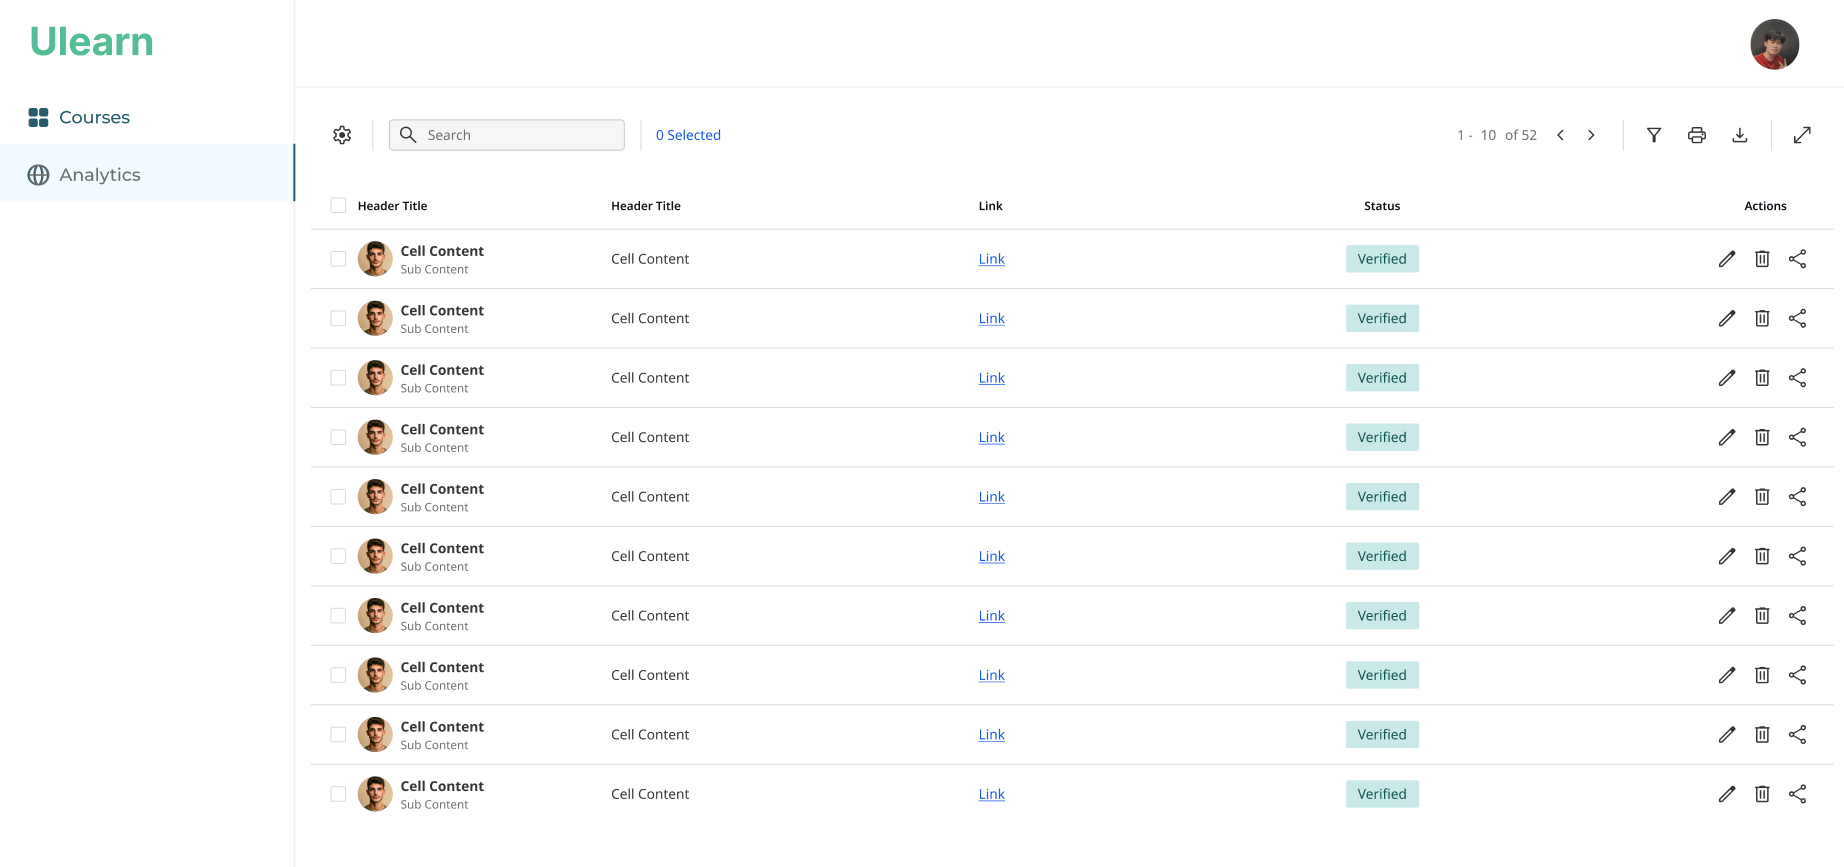 Ulearn
Courses
Analytics
Search
0 Selected
1 - 10 of 52
Header Title Header Title Link Status Actions
Cell Content
Sub Content
Cell Content Link Verified
Cell Content
Sub Content
Cell Content Link Verified
Cell Content
Sub Content
Cell Content Link Verified
Cell Content
Sub Content
Cell Content Link Verified
Cell Content
Sub Content
Cell Content Link Verified
Cell Content
Sub Content
Cell Content Link Verified
Cell Content
Sub Content
Cell Content Link Verified
Cell Content
Sub Content
Cell Content Link Verified
Cell Content
Sub Content
Cell Content Link Verified
Cell Content
Sub Content
Cell Content Link Verified